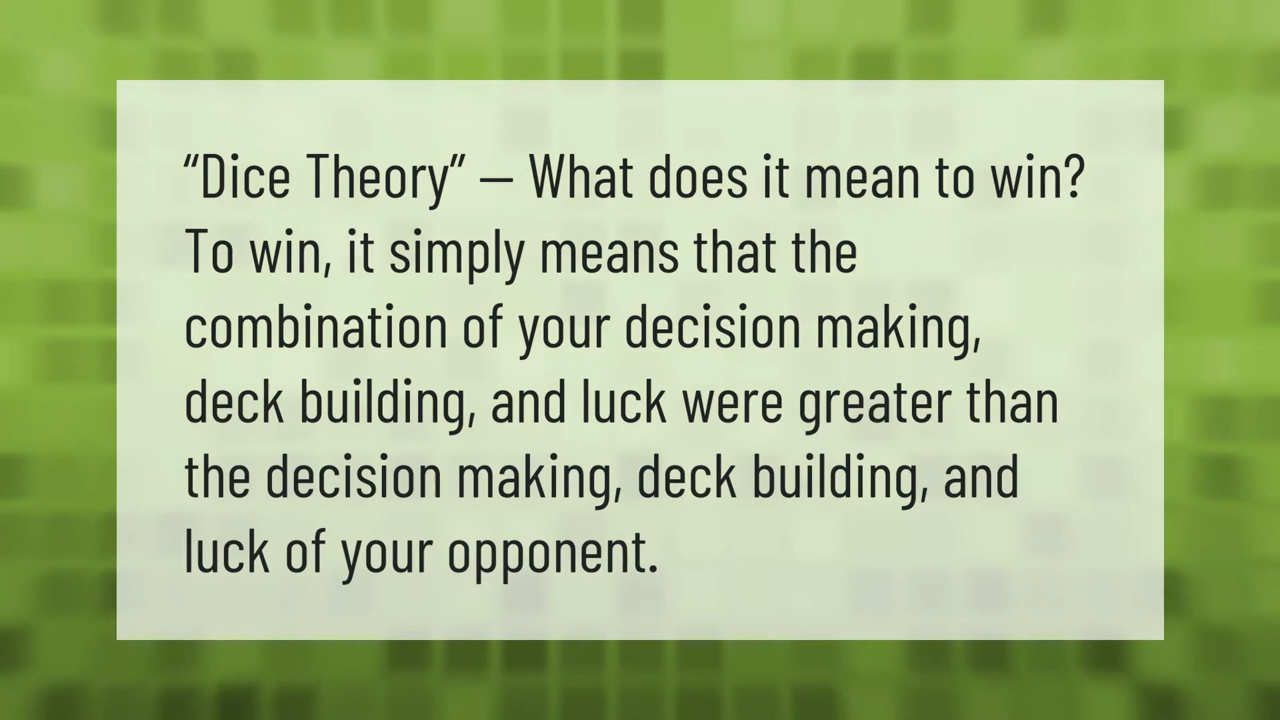 “Dice Theory” – What does it mean to win?
To win, it simply means that the
combination of your decision making,
deck building, and luck were greater than
the decision making, deck building, and
luck of your opponent.